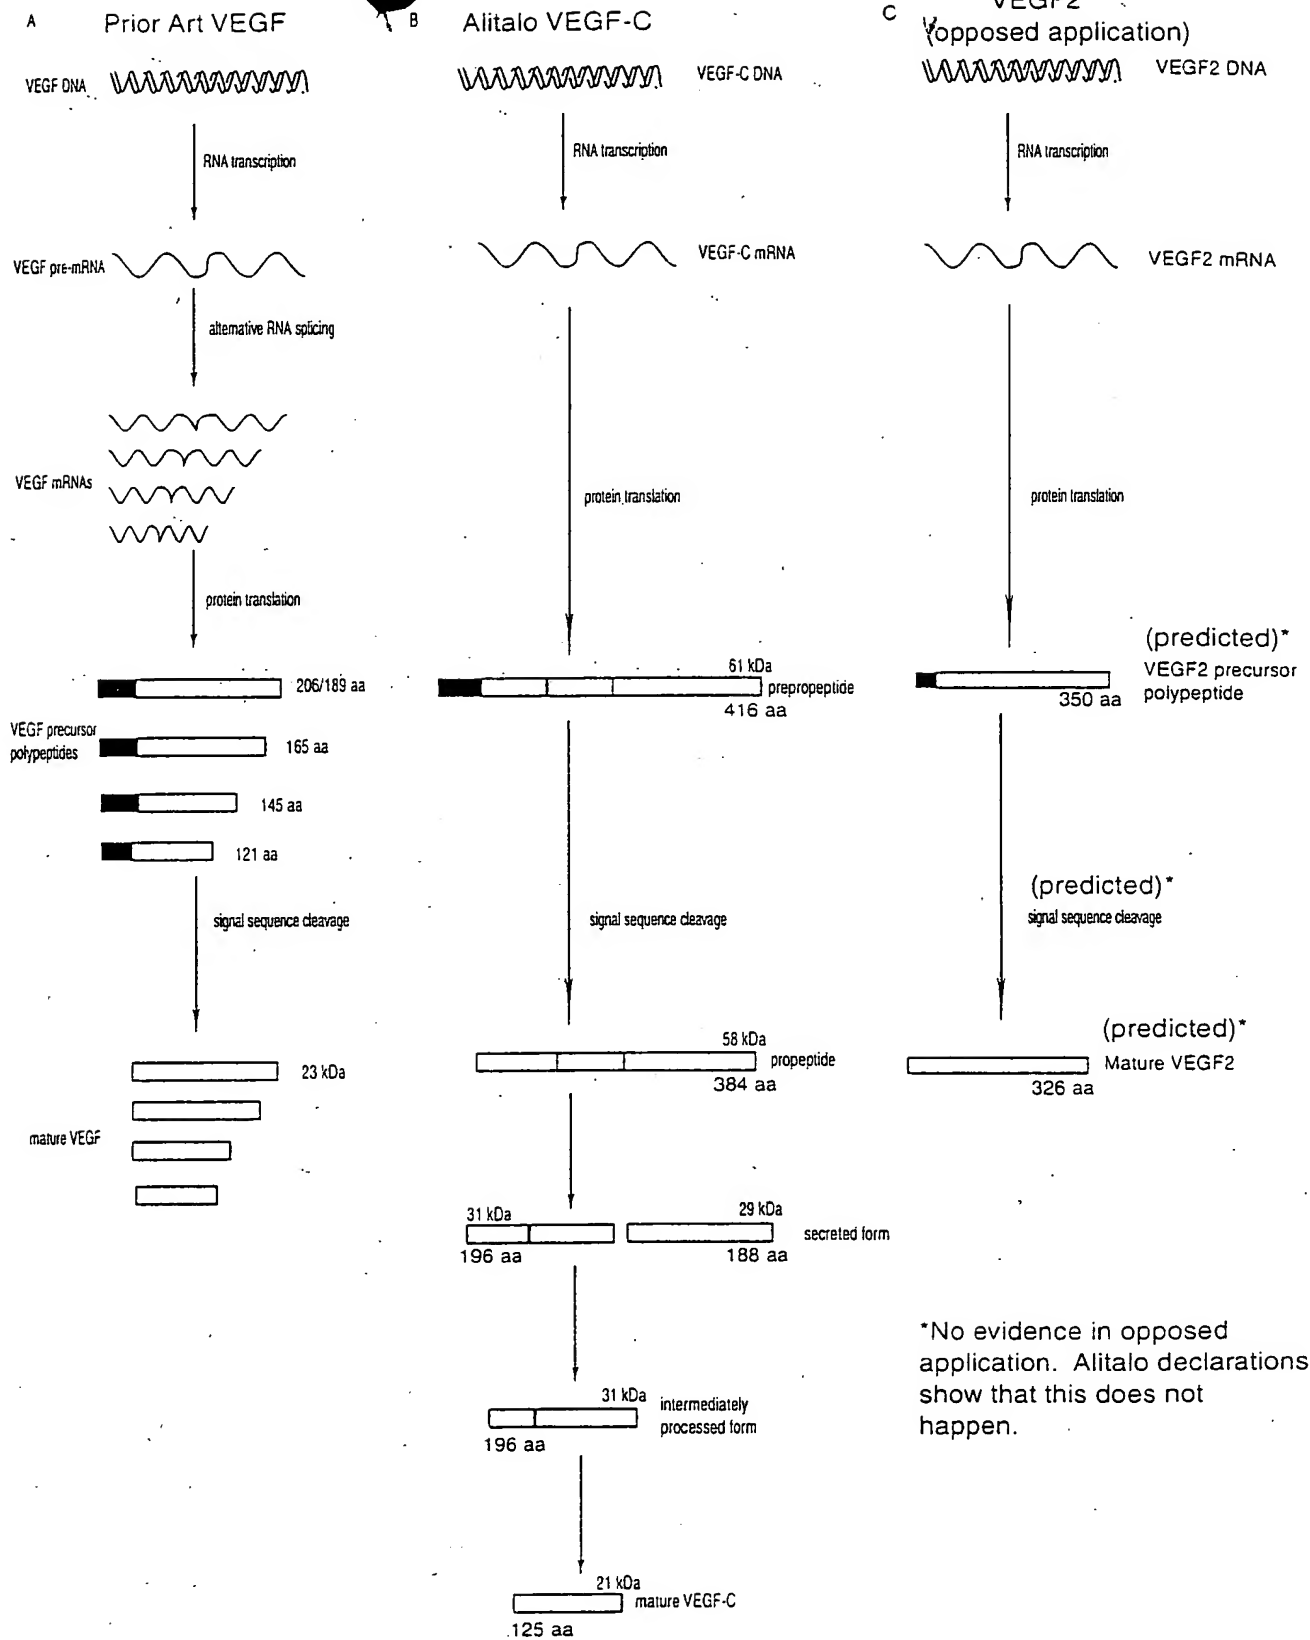 A
Prior Art VEGF
VEGF DNA
RNA transcription
VEGF pre-mRNA
alternative RNA splicing
VEGF mRNAs
protein translation
206/189 aa
VEGF precursor
polypeptides
165 aa
145 aa
121 aa
signal sequence cleavage
23 kDa
mature VEGF
B
Alitalo VEGF-C
VEGF-C DNA
RNA transcription
VEGF-C mRNA
protein translation
61 kDa
prepropeptide
416 aa
signal sequence cleavage
58 kDa
propeptide
384 aa
31 kDa
29 kDa
secreted form
196 aa
188 aa
31 kDa
intermediately
processed form
196 aa
21 kDa
mature VEGF-C
125 aa
C
VEGF2
(opposed application)
VEGF2 DNA
RNA transcription
VEGF2 mRNA
protein translation
(predicted)*
VEGF2 precursor
polypeptide
350 aa
(predicted)*
signal sequence cleavage
(predicted)*
Mature VEGF2
326 aa
*No evidence in opposed
application. Alitalo declarations
show that this does not
happen.